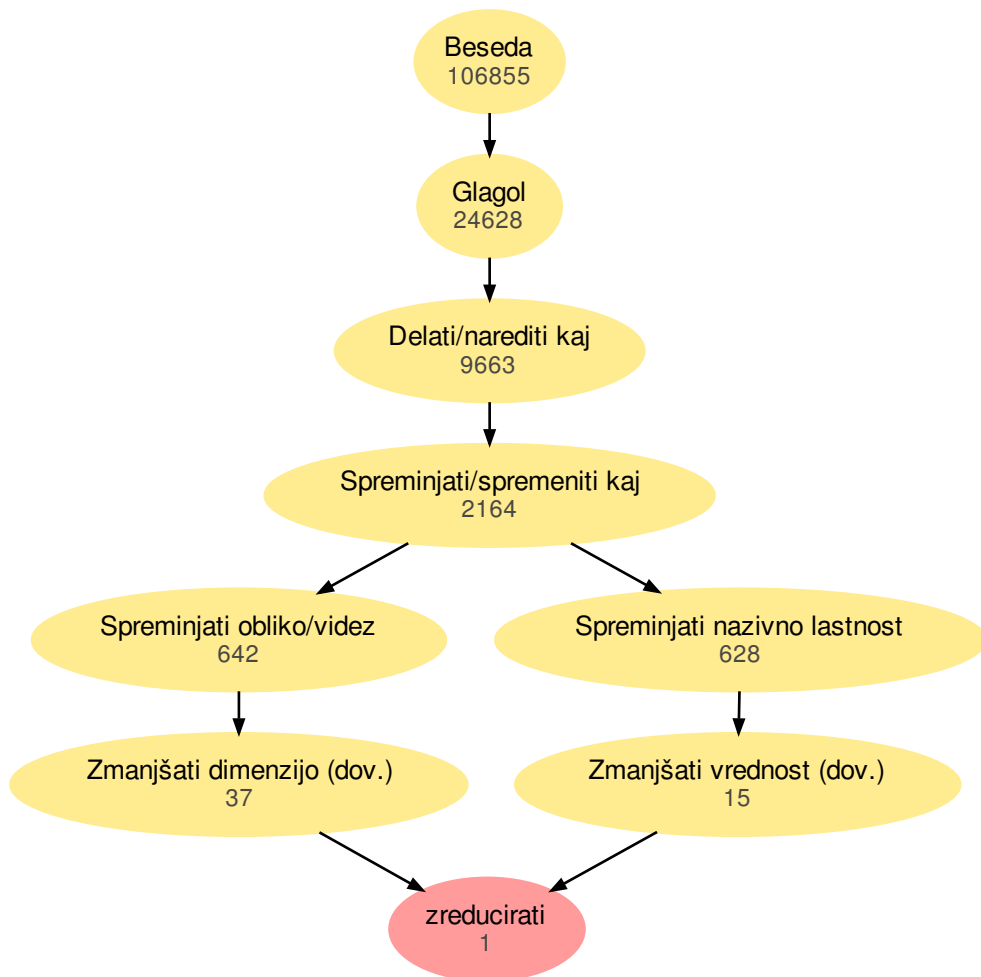 Beseda
106855
Glagol
24628
Delati/narediti kaj
9663
Spreminjati/spremeniti kaj
2164
Spreminjati obliko/videz
642
Spreminjati nazivno lastnost
628
Zmanjšati dimenzijo (dov.)
37
Zmanjšati vrednost (dov.)
15
zreducirati
1